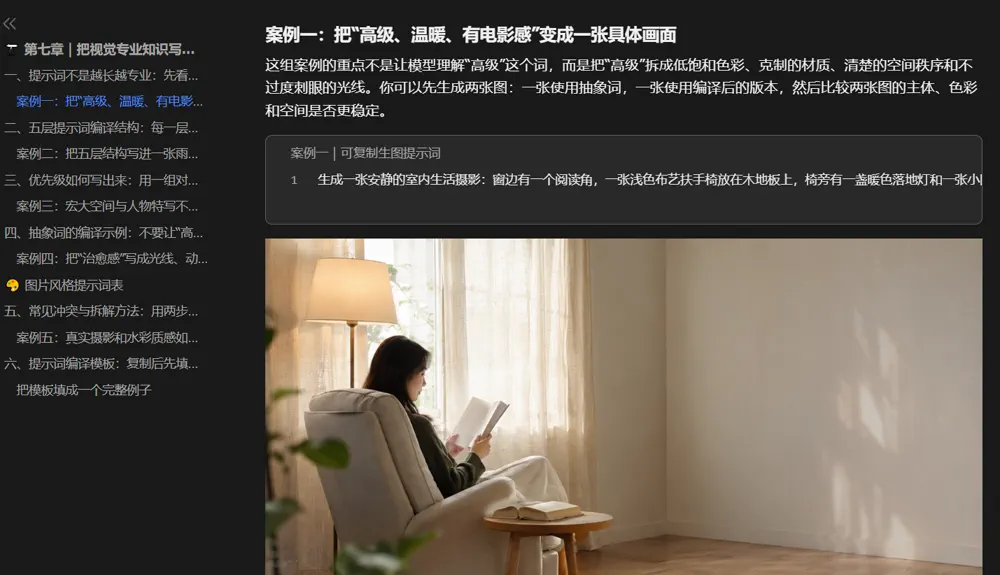 第七章 | 把视觉专业知识写...
一、提示词不是越长越专业：先看...
案例一：把“高级、温暖、有电影...
二、五层提示词编译结构：每一层...
案例二：把五层结构写进一张雨...
三、优先级如何写出来：用一组对...
案例三：宏大空间与人物特写不...
四、抽象词的编译示例：不要让“高...
案例四：把“治愈感”写成光线、动...
图片风格提示词表
五、常见冲突与拆解方法：用两步...
案例五：真实摄影和水彩质感如...
六、提示词编译模板：复制后先填...
把模板填成一个完整例子
案例一：把“高级、温暖、有电影感”变成一张具体画面
这组案例的重点不是让模型理解“高级”这个词，而是把“高级”拆成低饱和色彩、克制的材质、清楚的空间秩序和不
过度刺眼的光线。你可以先生成两张图：一张使用抽象词，一张使用编译后的版本，然后比较两张图的主体、色彩
和空间是否更稳定。
案例一 | 可复制生图提示词
1 生成一张安静的室内生活摄影：窗边有一个阅读角，一张浅色布艺扶手椅放在木地板上，椅旁有一盏暖色落地灯和一张小